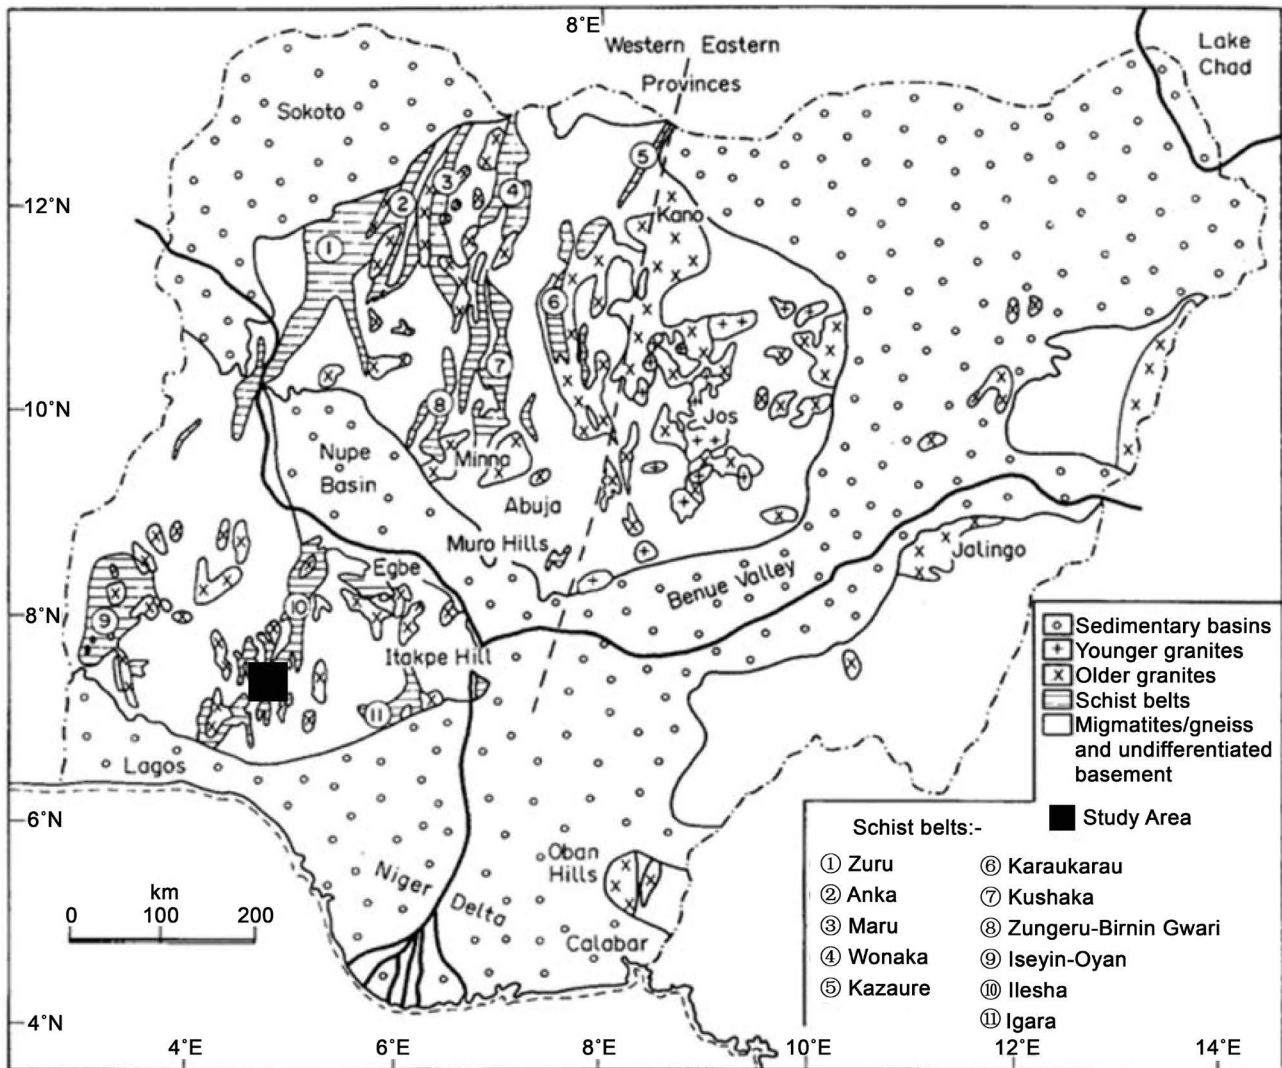 8°E
Western Eastern
Provinces
Lake
Chad
Sokoto
5
3
4
2
12°N
Kano
1
6
7
8
10°N
Jos
Nupe
Basin
Minna
Abuja
Muro Hills
Jalingo
Egbe
Benue Valley
10
8°N
9
Itakpe Hill
11
Lagos
6°N
Oban
Hills
Niger
Delta
Calabar
km
0 100 200
4°N
4°E 6°E 8°E 10°E 12°E 14°E
Sedimentary basins
Younger granites
Older granites
Schist belts
Migmatites/gneiss
and undifferentiated
basement
Study Area
Schist belts:-
① Zuru
② Anka
③ Maru
④ Wonaka
⑤ Kazaure
⑥ Karaukarau
⑦ Kushaka
⑧ Zungeru-Birnin Gwari
⑨ Iseyin-Oyan
⑩ Ilesha
⑪ Igara